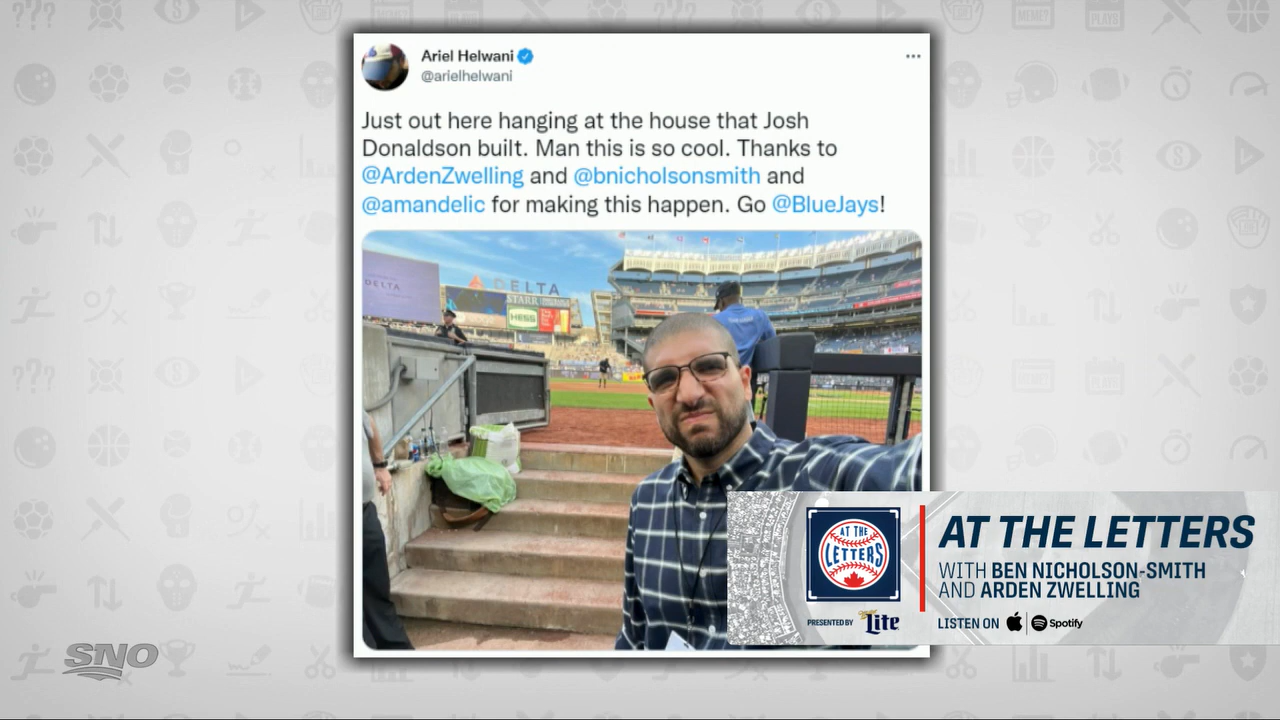 Ariel Helwani
@arielhelwani
Just out here hanging at the house that Josh
Donaldson built. Man this is so cool. Thanks to
@ArdenZwelling and @bnicholsonsmith and
@amandelic for making this happen. Go @BlueJays!
DELTA
DELTA
STARR
HESS
AT THE
LETTERS
AT THE LETTERS
WITH BEN NICHOLSON-SMITH
AND ARDEN ZWELLING
PRESENTED BY Lite
LISTEN ON Spotify
SNO